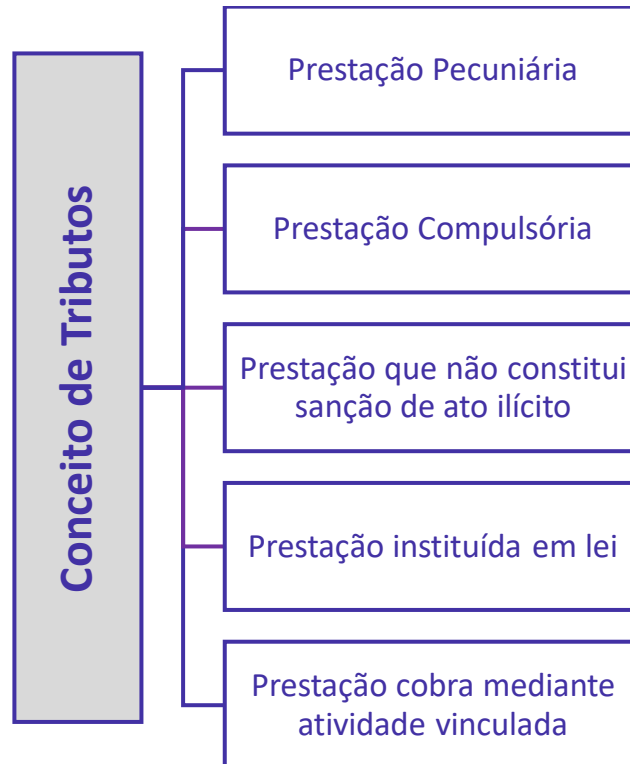 Conceito de Tributos
Prestação Pecuniária
Prestação Compulsória
Prestação que não constitui
sanção de ato ilícito
Prestação instituída em lei
Prestação cobra mediante
atividade vinculada